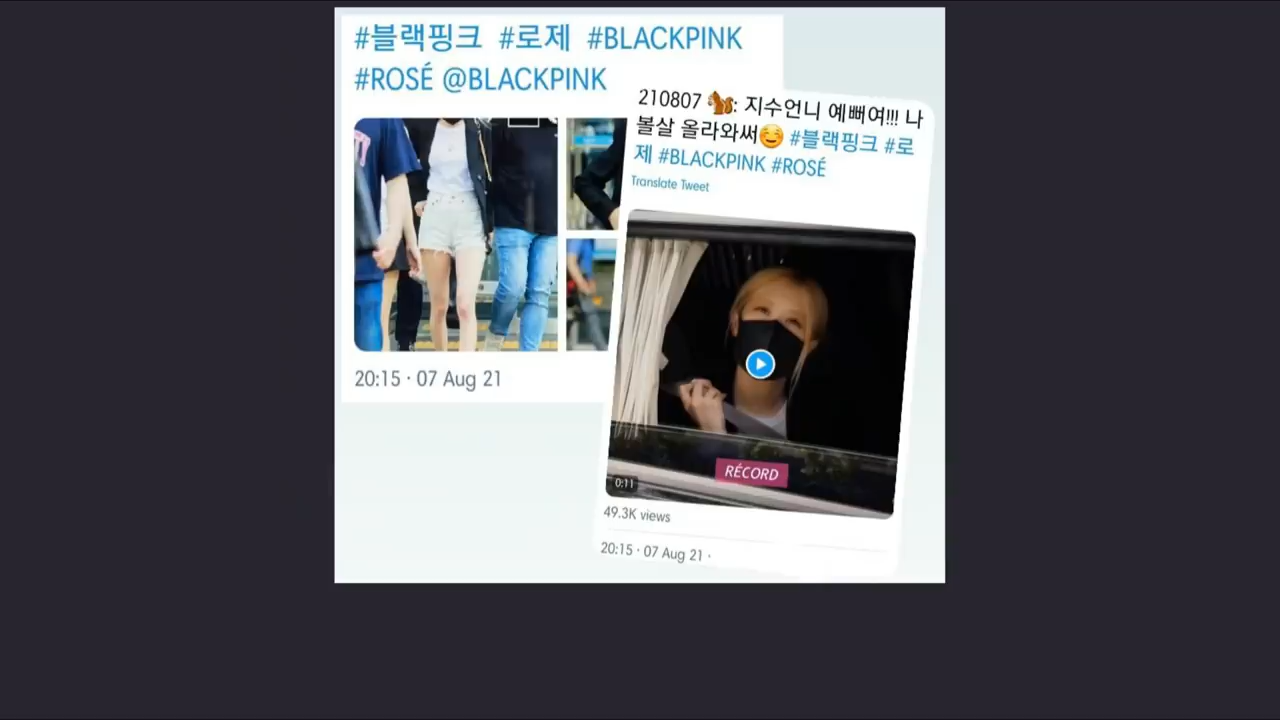 #블랙핑크 #로제 #BLACKPINK
#ROSÉ @BLACKPINK
20:15 · 07 Aug 21
210807 🐿: 지수언니 예뻐여!!! 나
볼살 올라와써☺️ #블랙핑크 #로
제 #BLACKPINK #ROSÉ
Translate Tweet
RÉCORD
0:11
49.3K views
20:15 · 07 Aug 21 ·